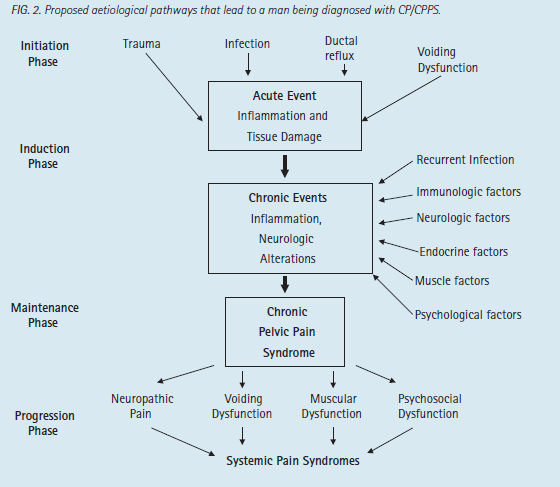 FIG. 2. Proposed aetiological pathways that lead to a man being diagnosed with CP/CPPS.
Initiation
Phase
Trauma
Infection
Ductal
reflux
Voiding
Dysfunction
Acute Event
Inflammation and
Tissue Damage
Induction
Phase
Chronic Events
Inflammation,
Neurologic
Alterations
Recurrent Infection
Immunologic factors
Neurologic factors
Endocrine factors
Muscle factors
Psychological factors
Maintenance
Phase
Chronic
Pelvic Pain
Syndrome
Progression
Phase
Neuropathic
Pain
Voiding
Dysfunction
Muscular
Dysfunction
Psychosocial
Dysfunction
Systemic Pain Syndromes